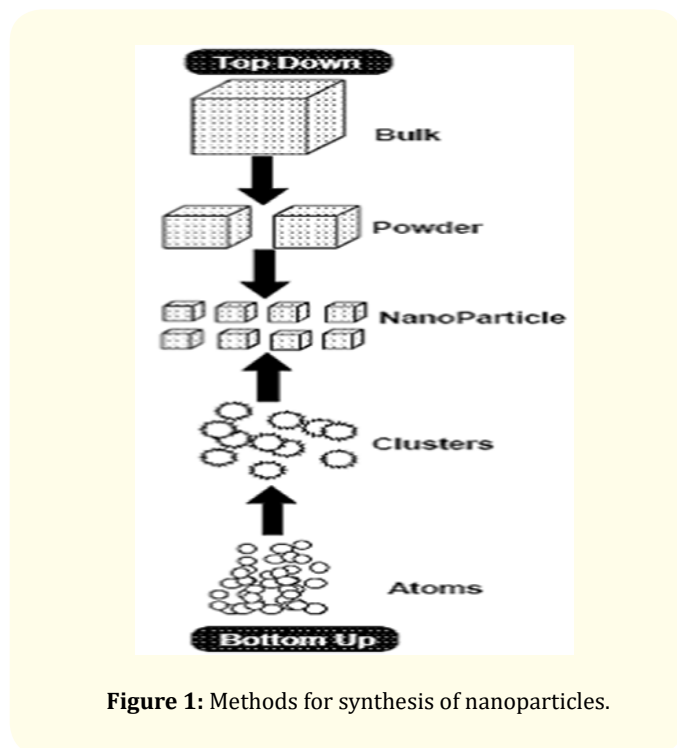 Top Down
Bulk
Powder
NanoParticle
Clusters
Atoms
Bottom Up
Figure 1: Methods for synthesis of nanoparticles.